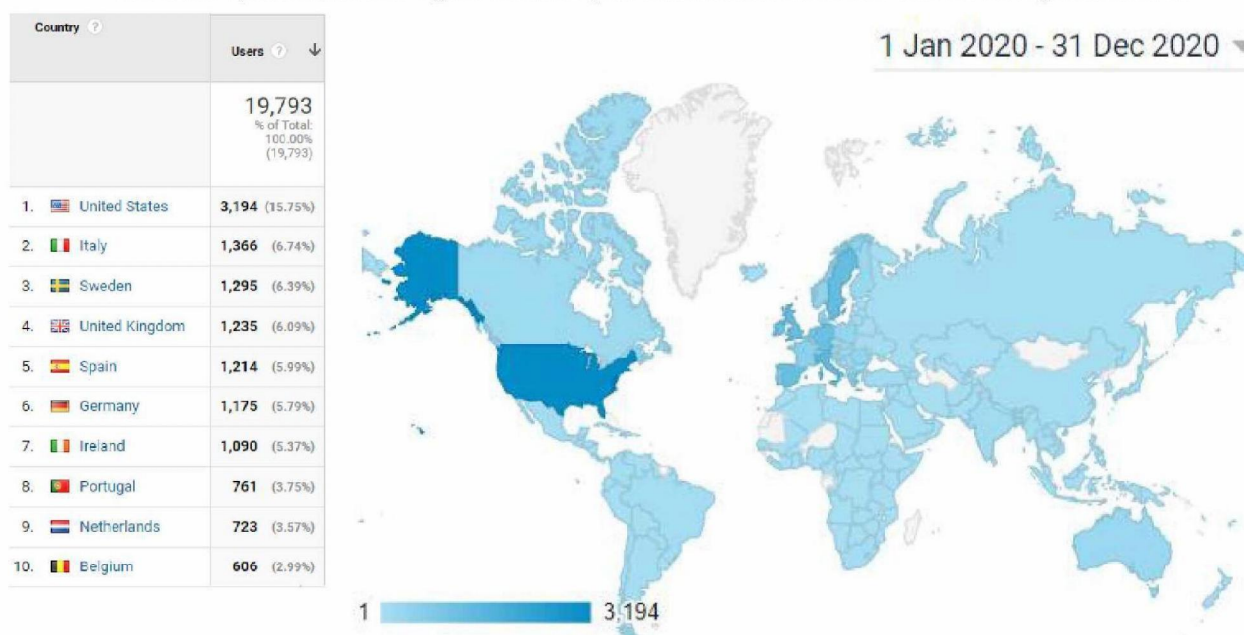 Country
Users
19,793
% of Total:
100.00%
(19,793)
1. United States 3,194 (15.75%)
2. Italy 1,366 (6.74%)
3. Sweden 1,295 (6.39%)
4. United Kingdom 1,235 (6.09%)
5. Spain 1,214 (5.99%)
6. Germany 1,175 (5.79%)
7. Ireland 1,090 (5.37%)
8. Portugal 761 (3.75%)
9. Netherlands 723 (3.57%)
10. Belgium 606 (2.99%)
1 Jan 2020 - 31 Dec 2020
1 3,194